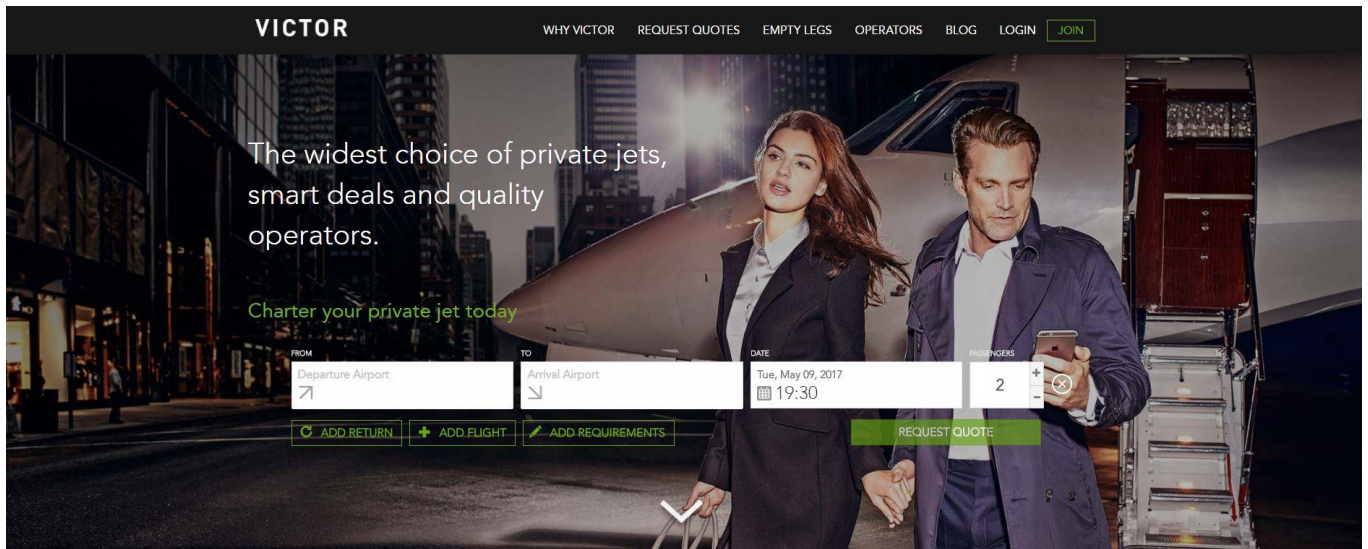 VICTOR
WHY VICTOR
REQUEST QUOTES
EMPTY LEGS
OPERATORS
BLOG
LOGIN
JOIN
The widest choice of private jets,
smart deals and quality
operators.
Charter your private jet today
FROM
TO
DATE
PASSENGERS
Departure Airport
Arrival Airport
Tue, May 09, 2017
19:30
2
+
-
ADD RETURN
ADD FLIGHT
ADD REQUIREMENTS
REQUEST QUOTE